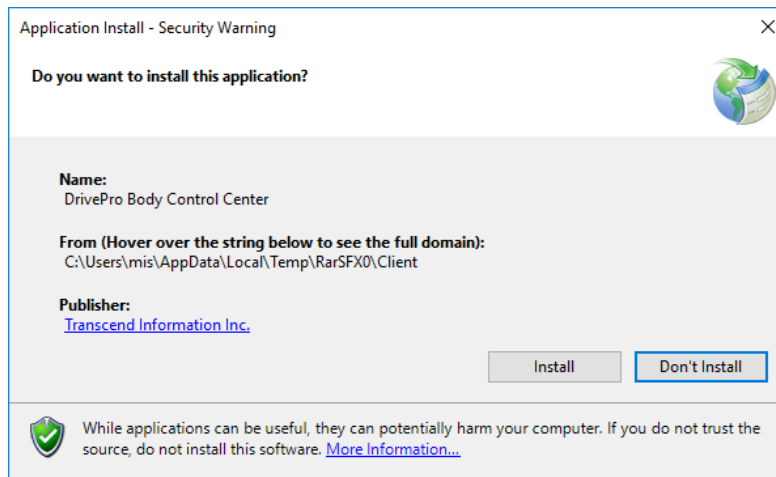 Application Install - Security Warning
Do you want to install this application?
Name:
DrivePro Body Control Center
From (Hover over the string below to see the full domain):
C:\Users\mis\AppData\Local\Temp\RarSFX0\Client
Publisher:
Transcend Information Inc.
Install
Don't Install
While applications can be useful, they can potentially harm your computer. If you do not trust the
source, do not install this software. More Information...